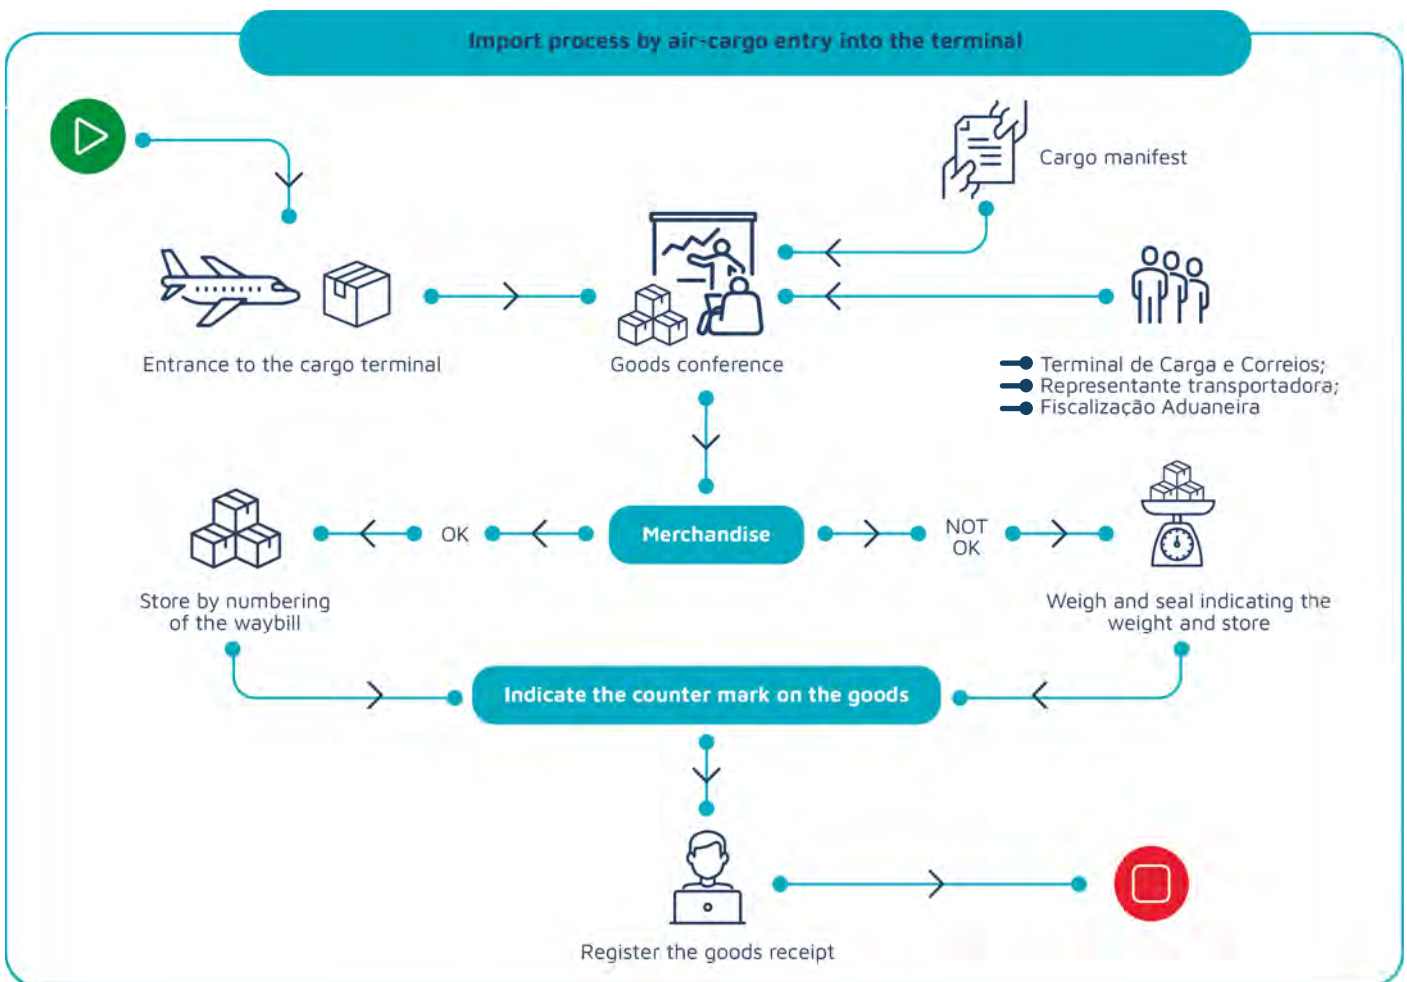 Import process by air-cargo entry into the terminal
Cargo manifest
Entrance to the cargo terminal
Goods conference
Terminal de Carga e Correios;
Representante transportadora;
Fiscalização Aduaneira
OK
Merchandise
NOT
OK
Store by numbering
of the waybill
Weigh and seal indicating the
weight and store
Indicate the counter mark on the goods
Register the goods receipt